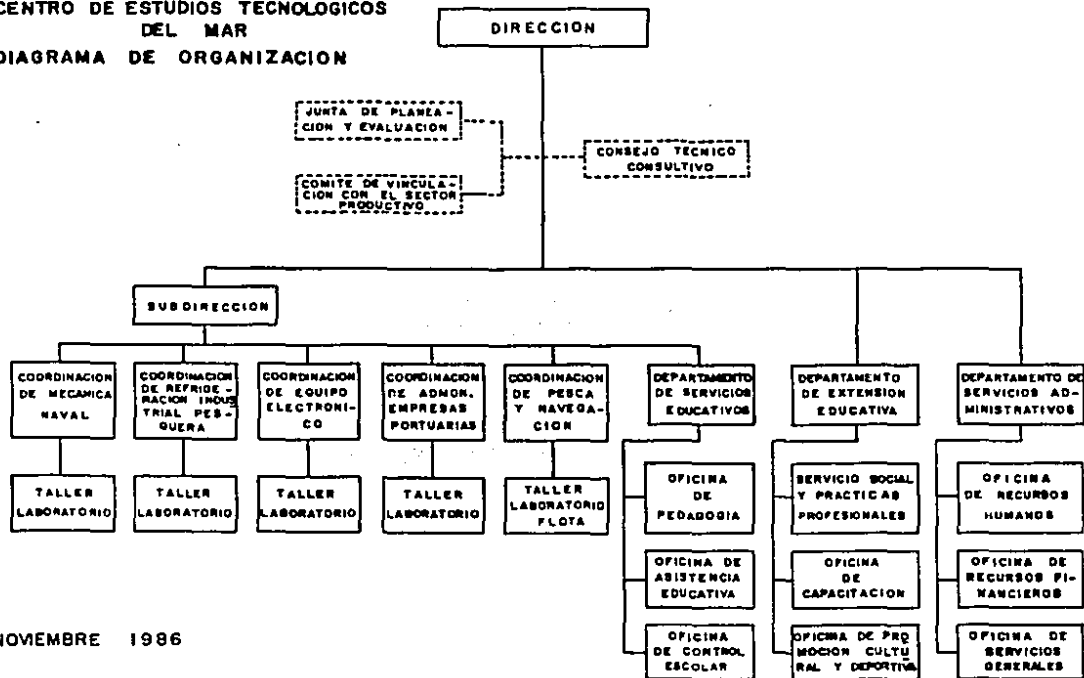 CENTRO DE ESTUDIOS TECNOLOGICOS
DEL MAR
DIAGRAMA DE ORGANIZACION
DIRECCION
JUNTA DE PLANEA-
CION Y EVALUACION
CONSEJO TECNICO
CONSULTIVO
COMITE DE VINCULA-
CION CON EL SECTOR
PRODUCTIVO
SUBDIRECCION
COORDINACION
DE MECANICA
NAVAL
COORDINACION
DE REFRIGE-
RACION INDUS
TRIAL PES-
QUERA
COORDINACION
DE EQUIPO
ELECTRONI-
CO
COORDINACION
DE ADMON.
EMPRESAS
PORTUARIAS
COORDINACION
DE PESCA
Y NAVEGA-
CION
DEPARTAMENTO
DE SERVICIOS
EDUCATIVOS
DEPARTAMENTO
DE EXTENSION
EDUCATIVA
DEPARTAMENTO DE
SERVICIOS AD-
MINISTRATIVOS
TALLER
LABORATORIO
TALLER
LABORATORIO
TALLER
LABORATORIO
TALLER
LABORATORIO
TALLER
LABORATORIO
FLOTA
OFICINA
DE
PEDAGOGIA
SERVICIO SOCIAL
Y PRACTICAS
PROFESIONALES
OFICINA
DE RECURSOS
HUMANOS
OFICINA DE
ASISTENCIA
EDUCATIVA
OFICINA
DE
CAPACITACION
OFICINA DE
RECURSOS FI-
NANCIEROS
OFICINA
DE CONTROL
ESCOLAR
OFICINA DE PRO
MOCION CULTU
RAL Y DEPORTIVA
OFICINA DE
SERVICIOS
GENERALES
NOVIEMBRE 1986